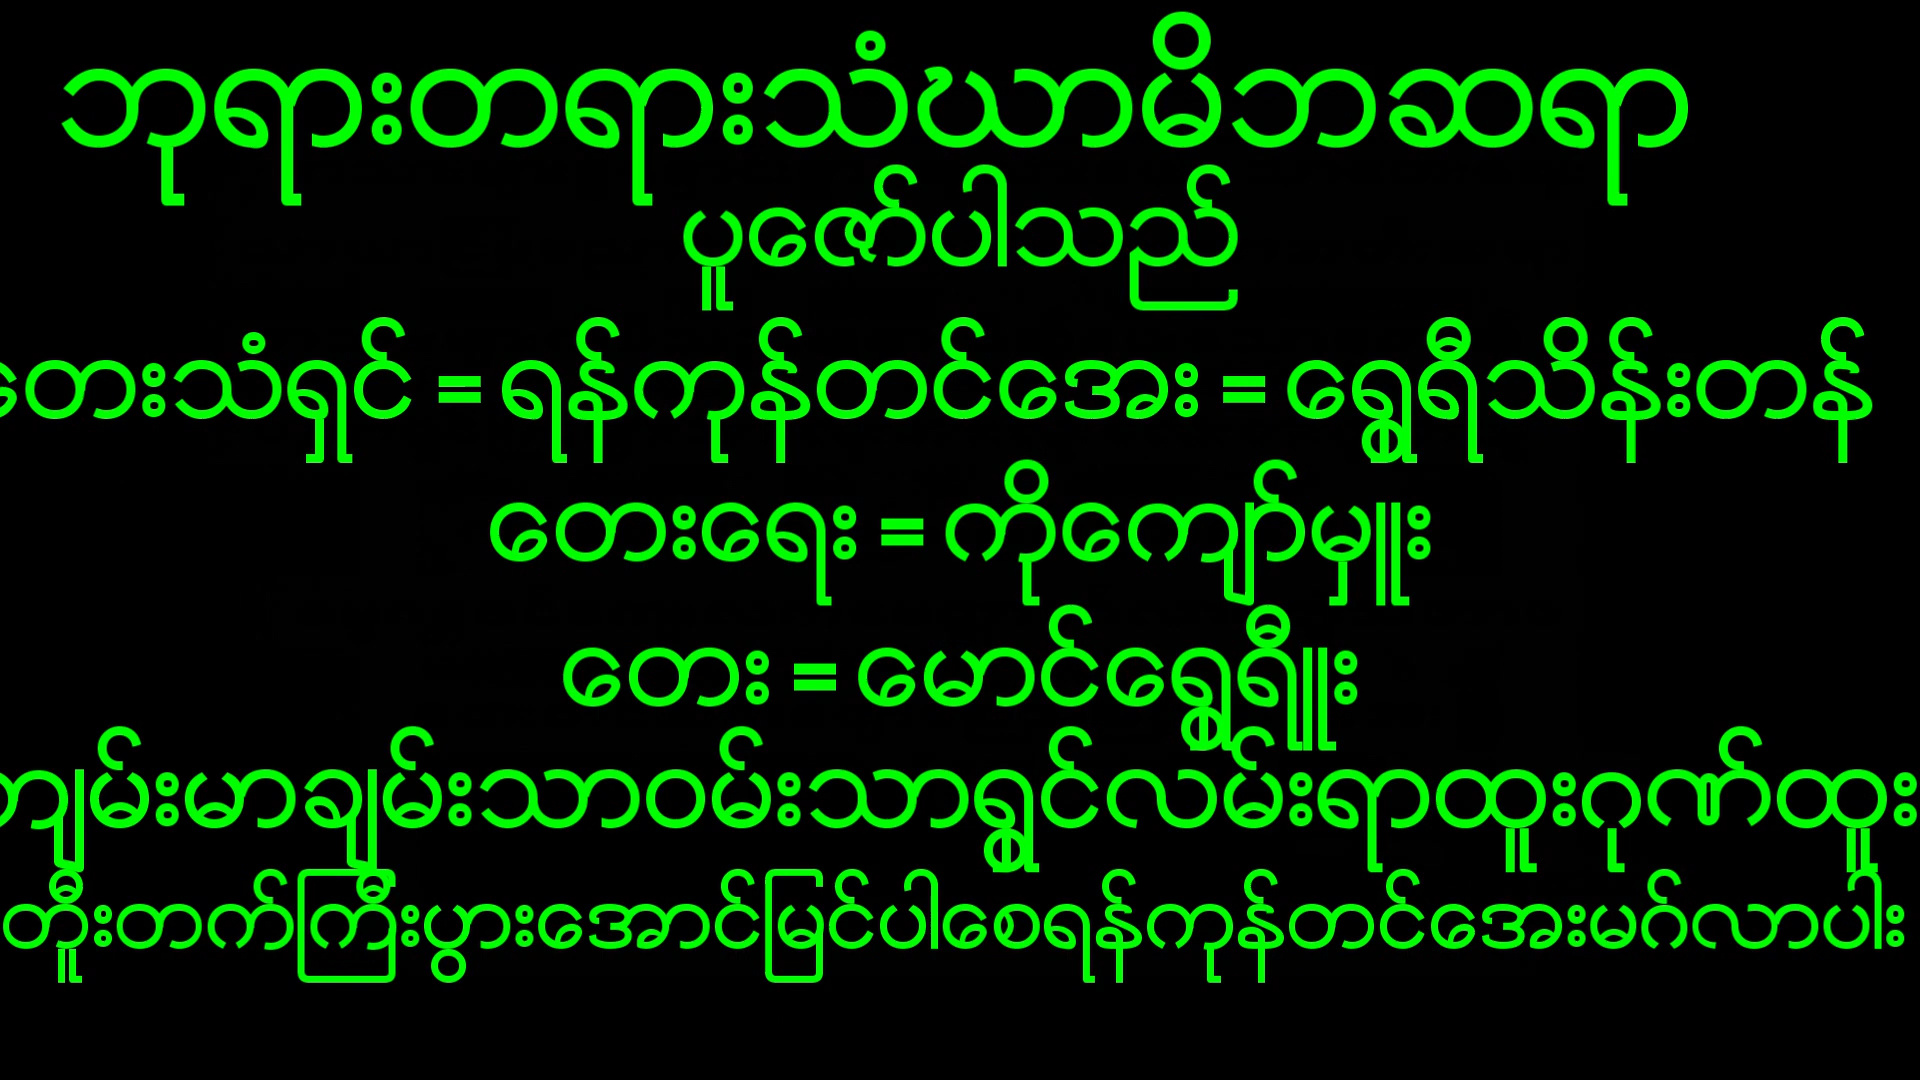 ဘုရားတရားသံဃာမိဘဆရာ
ပူဇော်ပါသည်
တေးသံရှင် = ရန်ကုန်တင်အေး = ရွှေရီသိန်းတန်
တေးရေး = ကိုကျော်မှူး
တေး = မောင်ရွှေရီူး
ကျမ်းမာချမ်းသာဝမ်းသာရွှင်လမ်းရာထူးဂုဏ်ထူး
တိူးတက်ကြီးပွားအောင်မြင်ပါစေရန်ကုန်တင်အေးမဂ်လာပါး